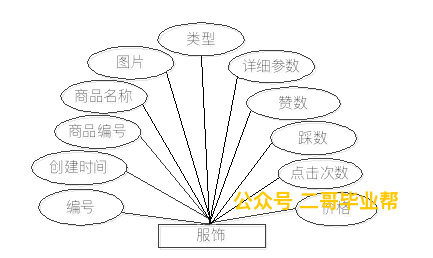 类型
图片
详细参数
商品名称
赞数
商品编号
踩数
创建时间
点击次数
编号
价格
公众号 二哥毕业帮
服饰